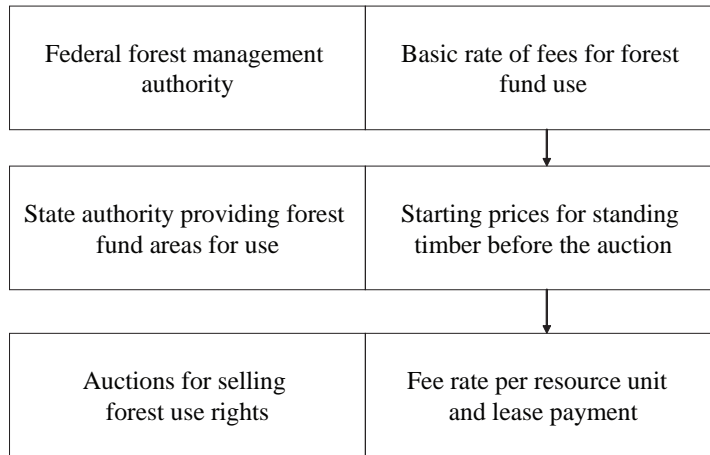 Federal forest management
authority
Basic rate of fees for forest
fund use
State authority providing forest
fund areas for use
Starting prices for standing
timber before the auction
Auctions for selling
forest use rights
Fee rate per resource unit
and lease payment